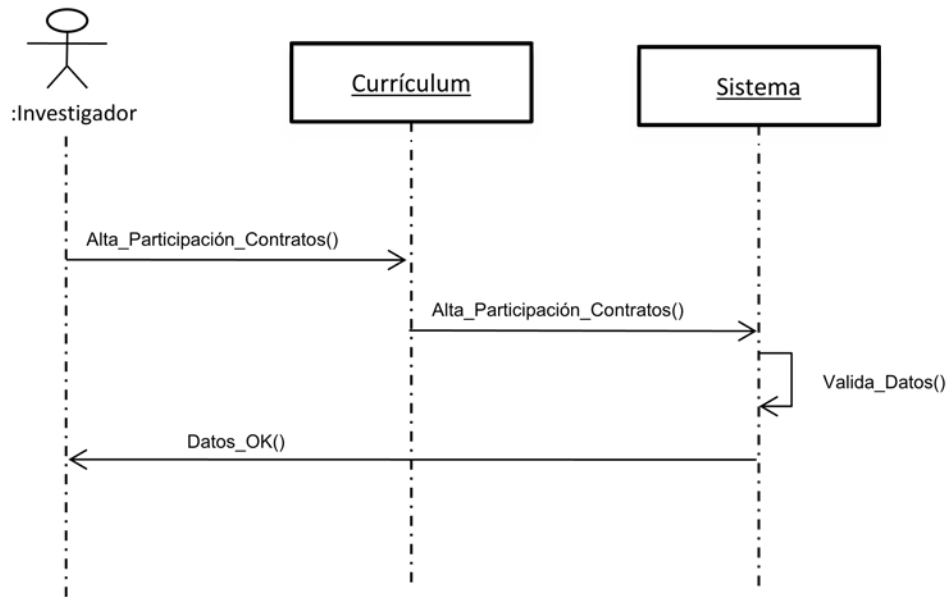 :Investigador
Currículum
Sistema
Alta_Participación_Contratos()
Alta_Participación_Contratos()
Valida_Datos()
Datos_OK()